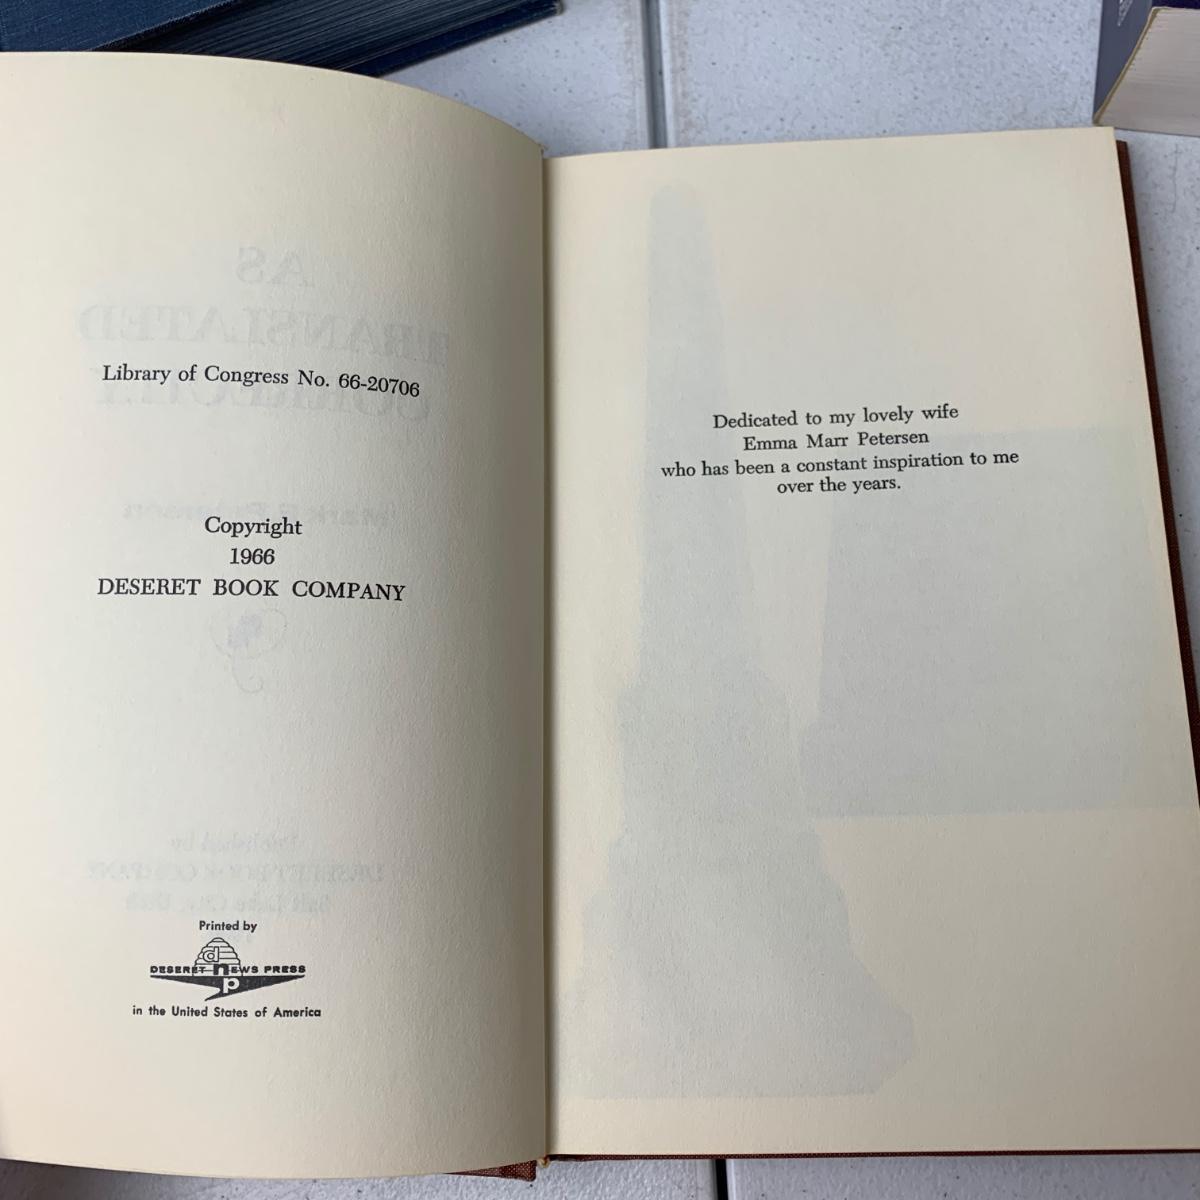 Library of Congress No. 66-20706
Copyright
1966
DESERET BOOK COMPANY
Printed by
d
DESERET NEWS PRESS
p
in the United States of America
Dedicated to my lovely wife
Emma Marr Petersen
who has been a constant inspiration to me
over the years.